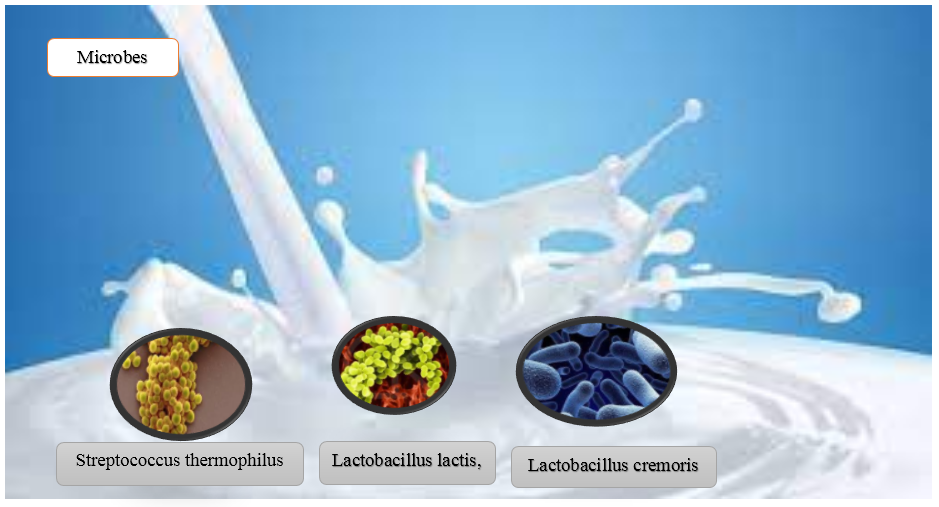 Microbes
Streptococcus thermophilus
Lactobacillus lactis,
Lactobacillus cremoris